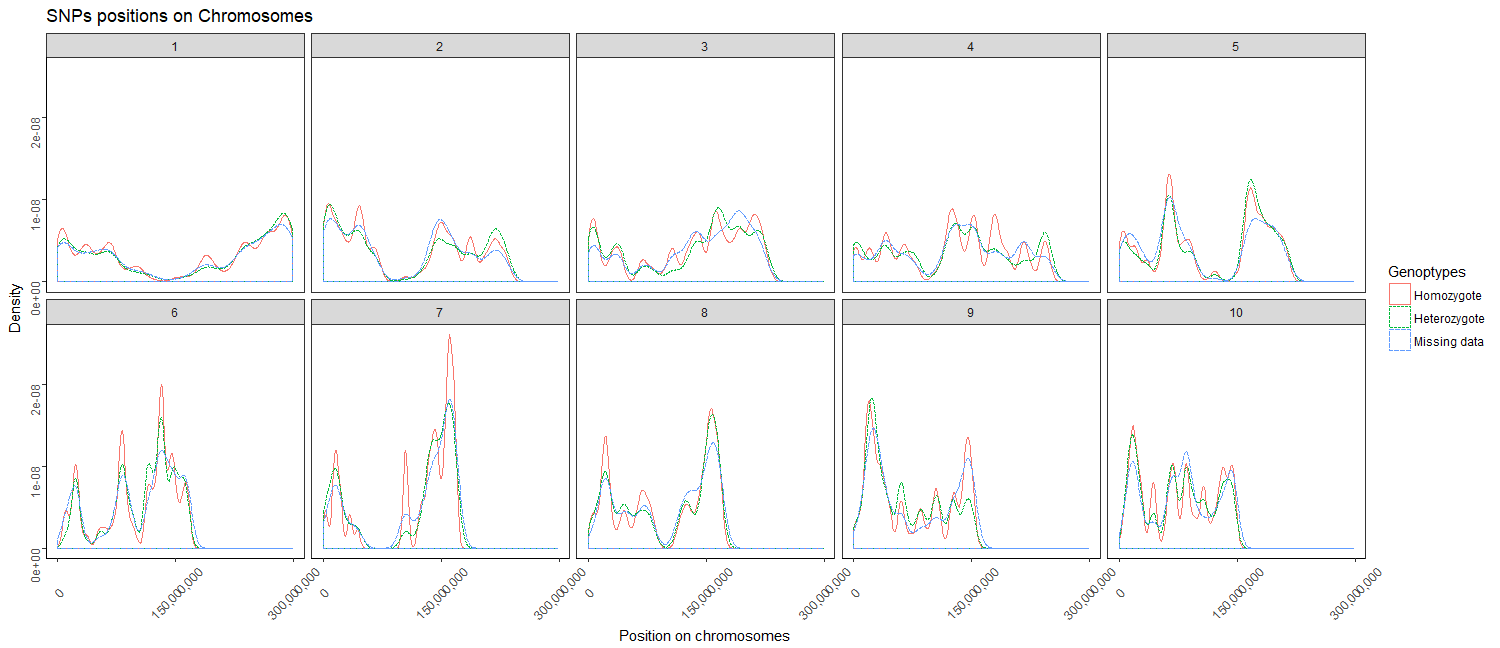 SNPs positions on Chromosomes
1
2
3
4
5
0e+00
1e-08
2e-08
Density
6
7
8
9
10
0e+00
1e-08
2e-08
0
150,000,000
300,000,000
0
150,000,000
300,000,000
0
150,000,000
300,000,000
0
150,000,000
300,000,000
0
150,000,000
300,000,000
Position on chromosomes
Genotypes
Homozygote
Heterozygote
Missing data